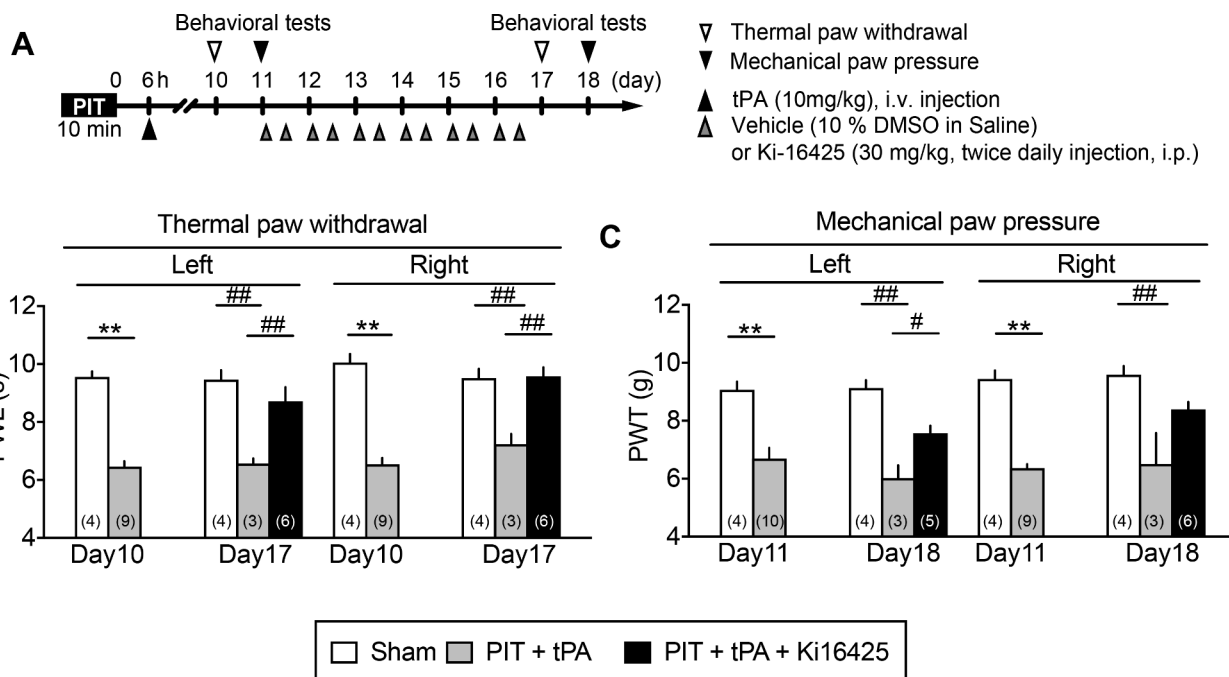 A
Behavioral tests
Behavioral tests
0 6h 10 11 12 13 14 15 16 17 18 (day)
PIT
10 min
Thermal paw withdrawal
Mechanical paw pressure
tPA (10mg/kg), i.v. injection
Vehicle (10 % DMSO in Saline)
or Ki-16425 (30 mg/kg, twice daily injection, i.p.)
Thermal paw withdrawal
Left Right
## ##
** ## ** ##
12
10
8
6
4
(4) (9) (4) (3) (6) (4) (9) (4) (3) (6)
Day10 Day17 Day10 Day17
C
Mechanical paw pressure
Left Right
## ##
** # **
PWT (g)
12
10
8
6
4
(4) (10) (4) (3) (5) (4) (9) (4) (3) (6)
Day11 Day18 Day11 Day18
Sham PIT + tPA PIT + tPA + Ki16425